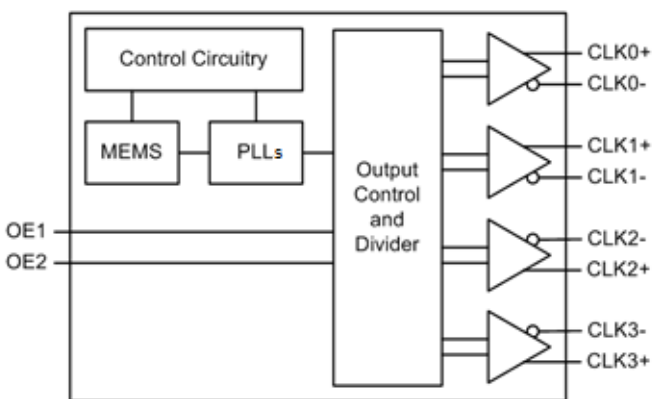 Control Circuitry
MEMS
PLLs
Output
Control
and
Divider
OE1
OE2
CLK0+
CLK0-
CLK1+
CLK1-
CLK2-
CLK2+
CLK3-
CLK3+